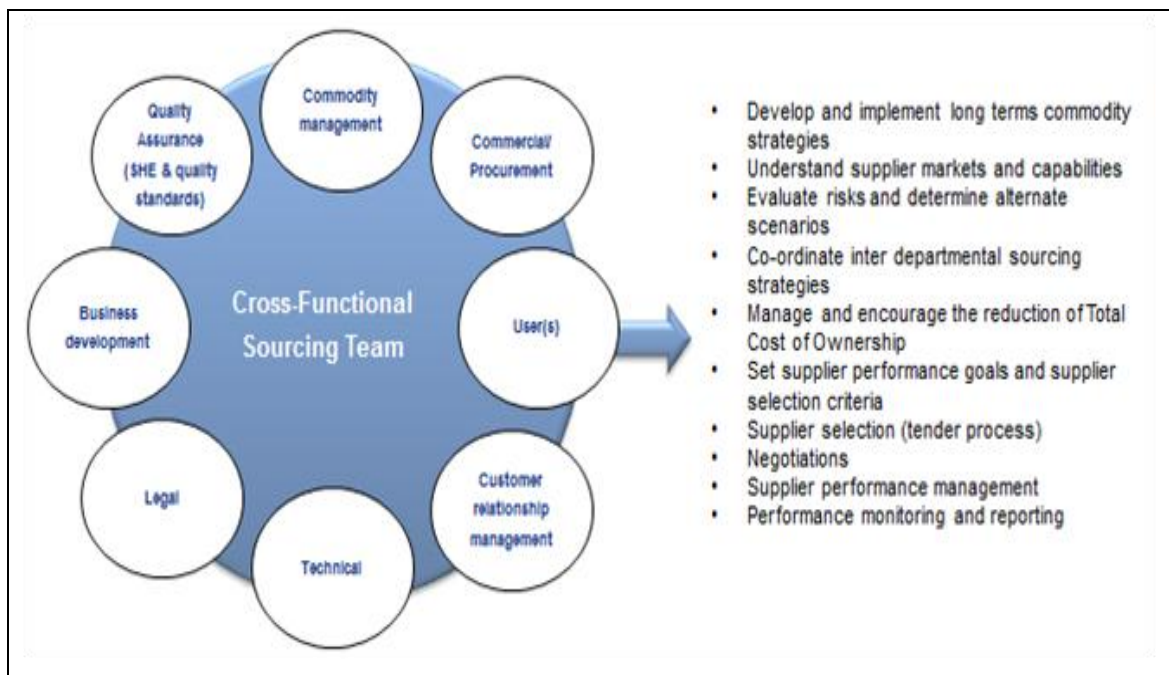 Quality
Assurance
(SHE & quality
standards)
Commodity
management
Commercial/
Procurement
Business
development
Cross-Functional
Sourcing Team
User(s)
Legal
Technical
Customer
relationship
management
• Develop and implement long terms commodity
strategies
• Understand supplier markets and capabilities
• Evaluate risks and determine alternate
scenarios
• Co-ordinate inter departmental sourcing
strategies
• Manage and encourage the reduction of Total
Cost of Ownership
• Set supplier performance goals and supplier
selection criteria
• Supplier selection (tender process)
• Negotiations
• Supplier performance management
• Performance monitoring and reporting